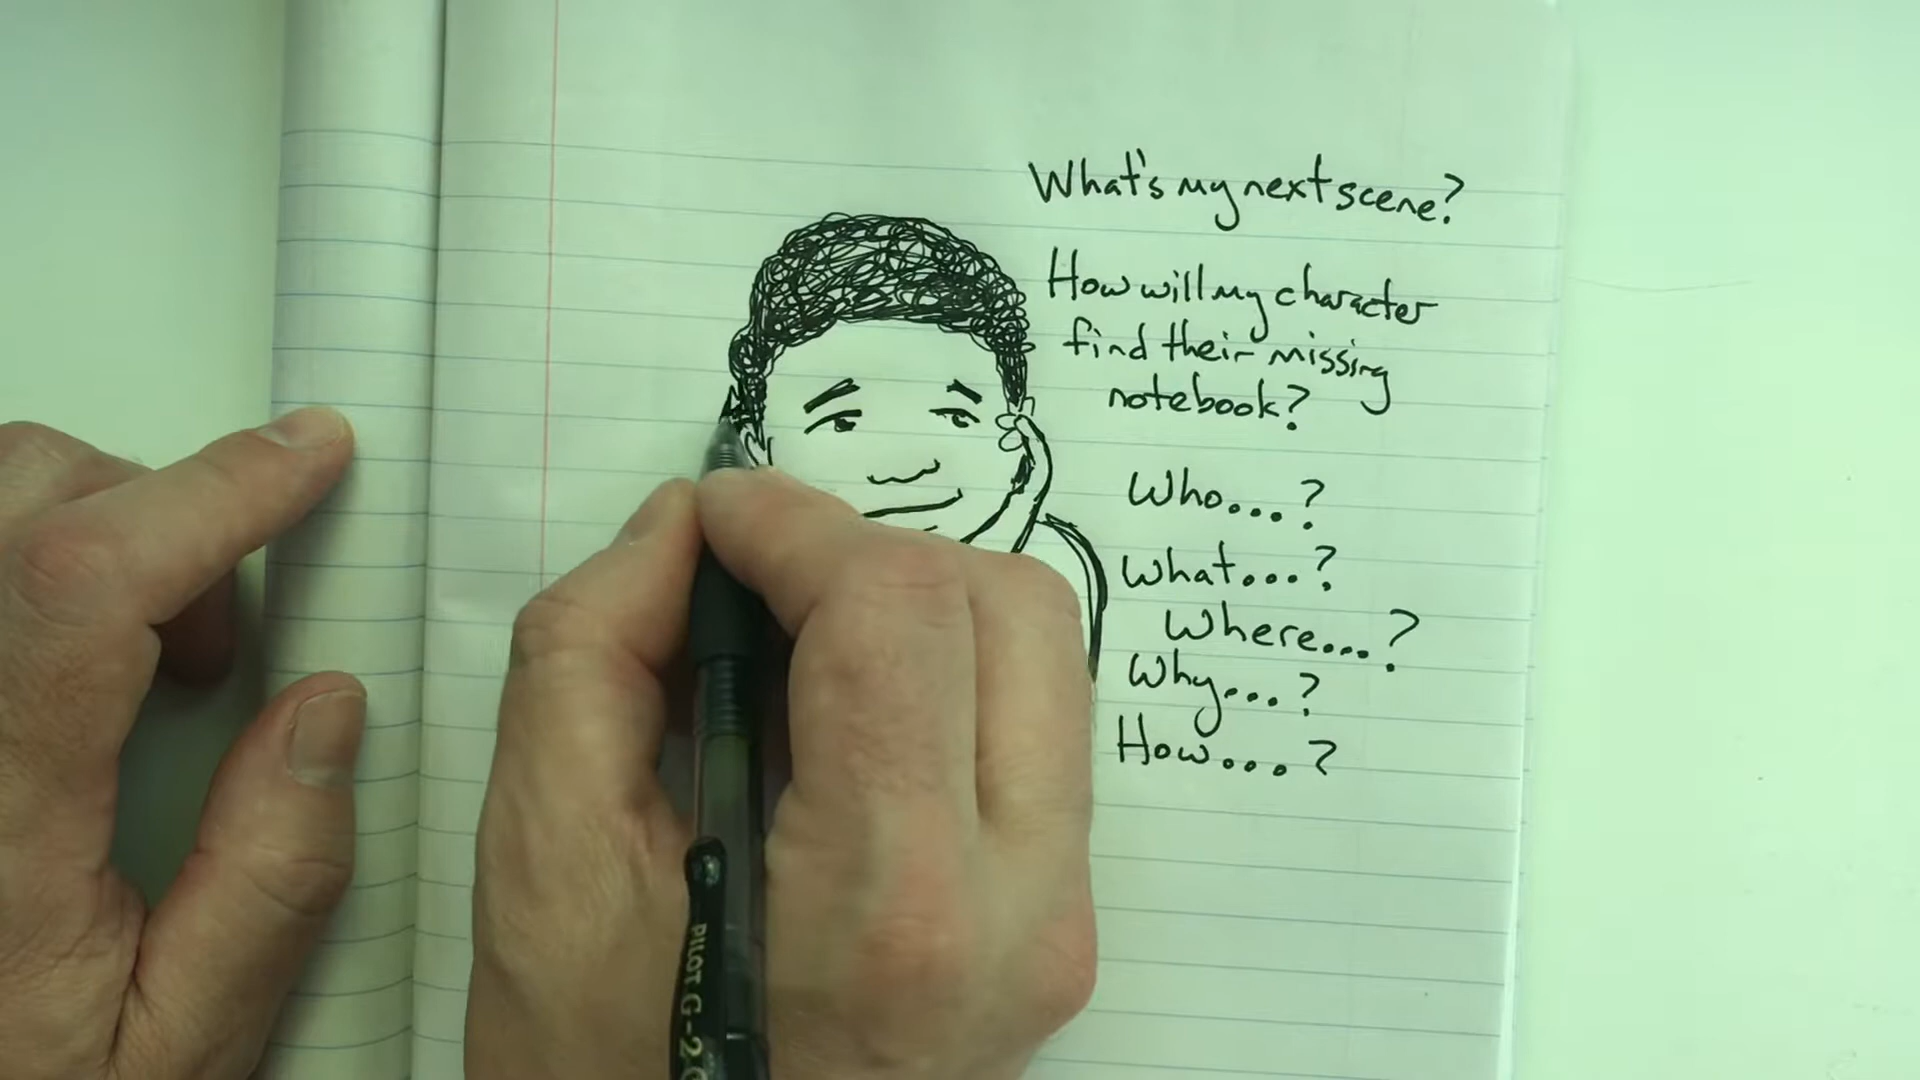 What's my next scene?
How will my character
find their missing
notebook?
Who...?
What...?
Where...?
Why...?
How....?
PILOT G-2